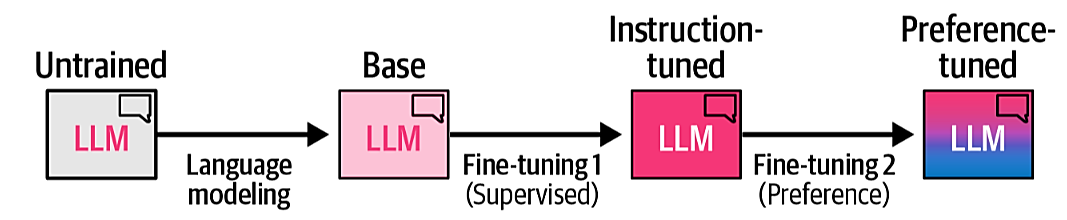 Untrained
LLM
Language
modeling
Base
LLM
Fine-tuning 1
(Supervised)
Instruction-
tuned
LLM
Fine-tuning 2
(Preference)
Preference-
tuned
LLM